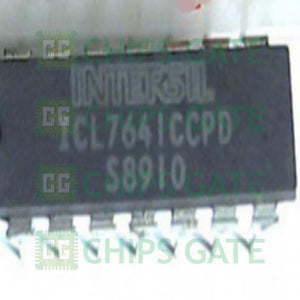 INTERSIL
ICL7641CCPD
S8910
CHIPS GATE